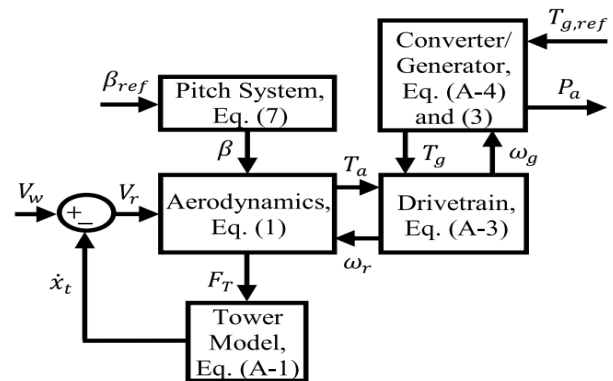 T_{g,ref}
Converter/
Generator,
Eq. (A-4)
and (3)
P_a
β_{ref}
Pitch System,
Eq. (7)
β
T_g
ω_g
V_w
+
−
V_r
Aerodynamics,
Eq. (1)
T_a
Drivetrain,
Eq. (A-3)
ω_r
ẋ_t
F_T
Tower
Model,
Eq. (A-1)